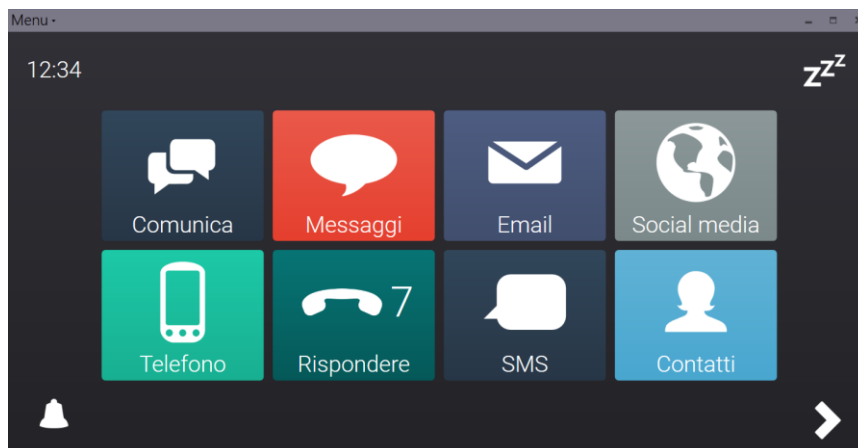 Menu
12:34
zzz
Comunica
Messaggi
Email
Social media
Telefono
7
Rispondere
SMS
Contatti